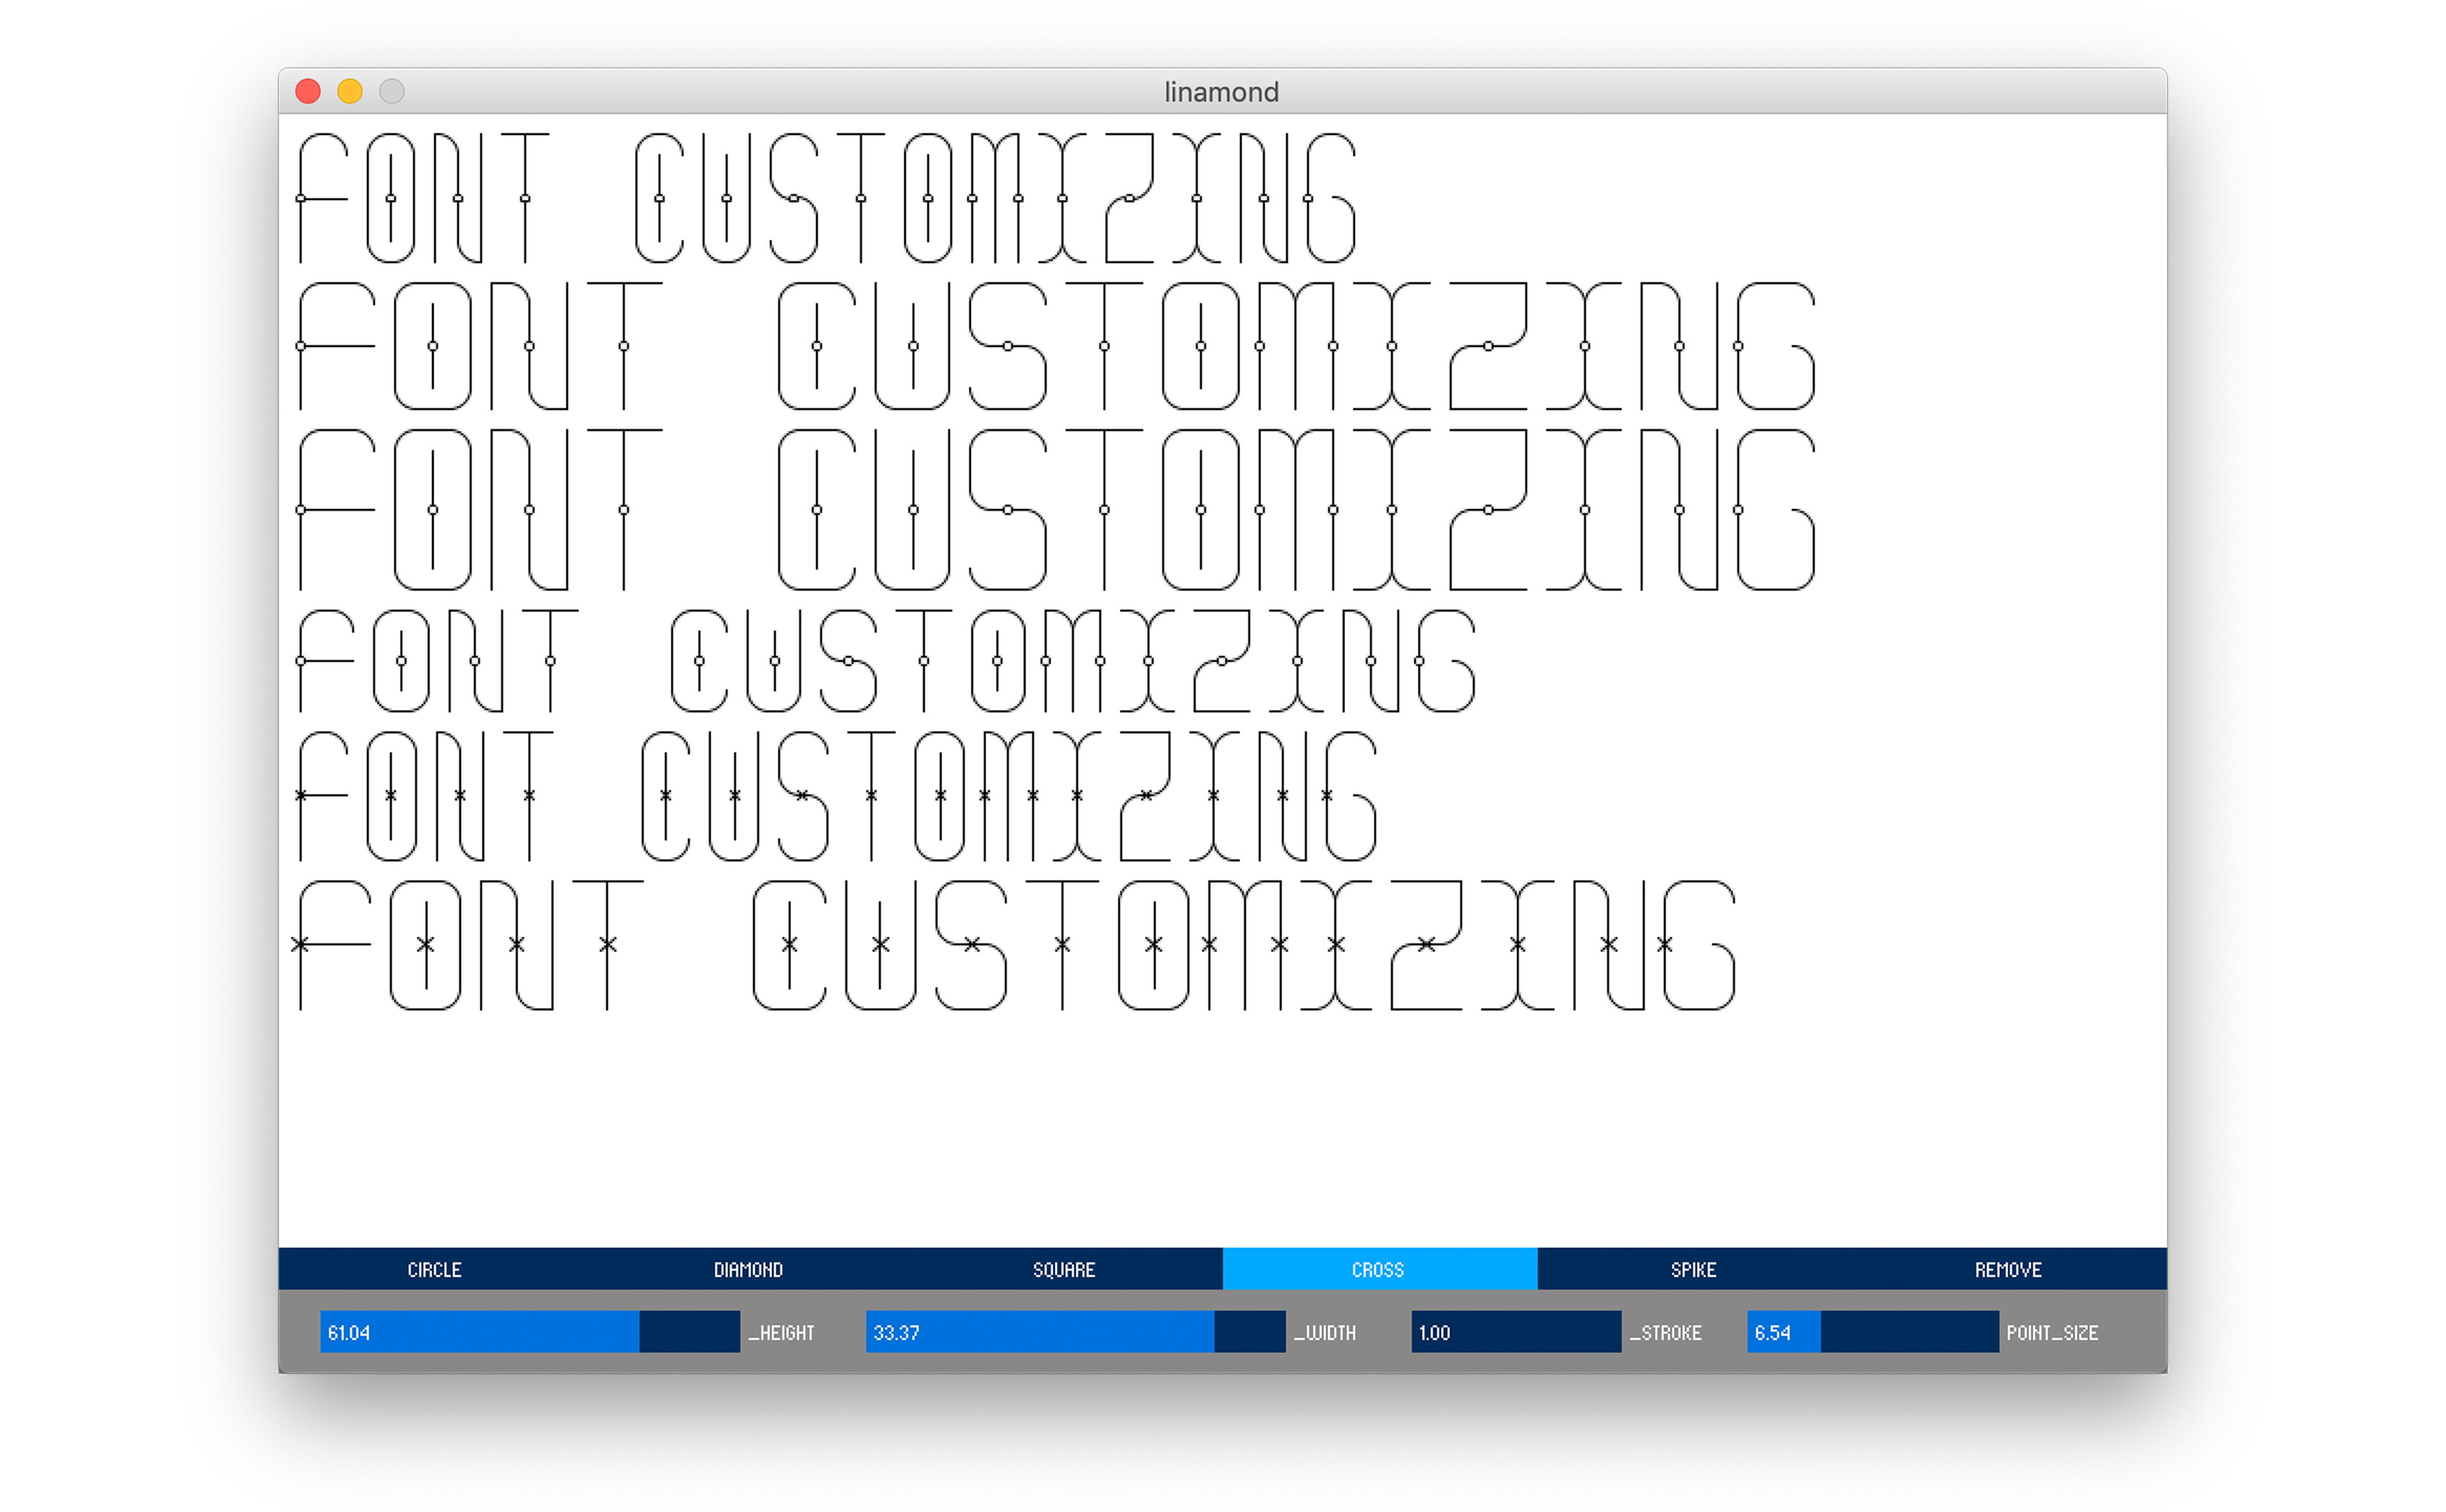 linamond
FONT CUSTOMIZING
FONT CUSTOMIZING
FONT CUSTOMIZING
FONT CUSTOMIZING
FONT CUSTOMIZING
FONT CUSTOMIZING
CIRCLE DIAMOND SQUARE CROSS SPIKE REMOVE
61.04 _HEIGHT 33.37 _WIDTH 1.00 _STROKE 6.54 POINT_SIZE